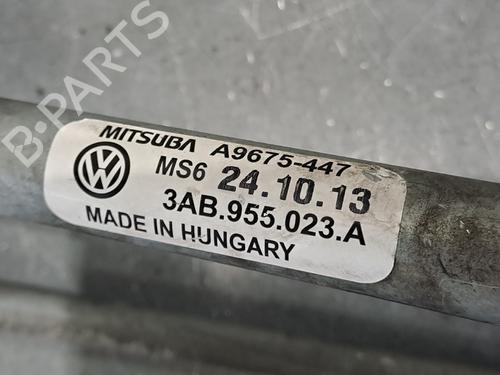 B-PARTS
MITSUBA A9675-447
MS6 24.10.13
3AB.955.023.A
MADE IN HUNGARY